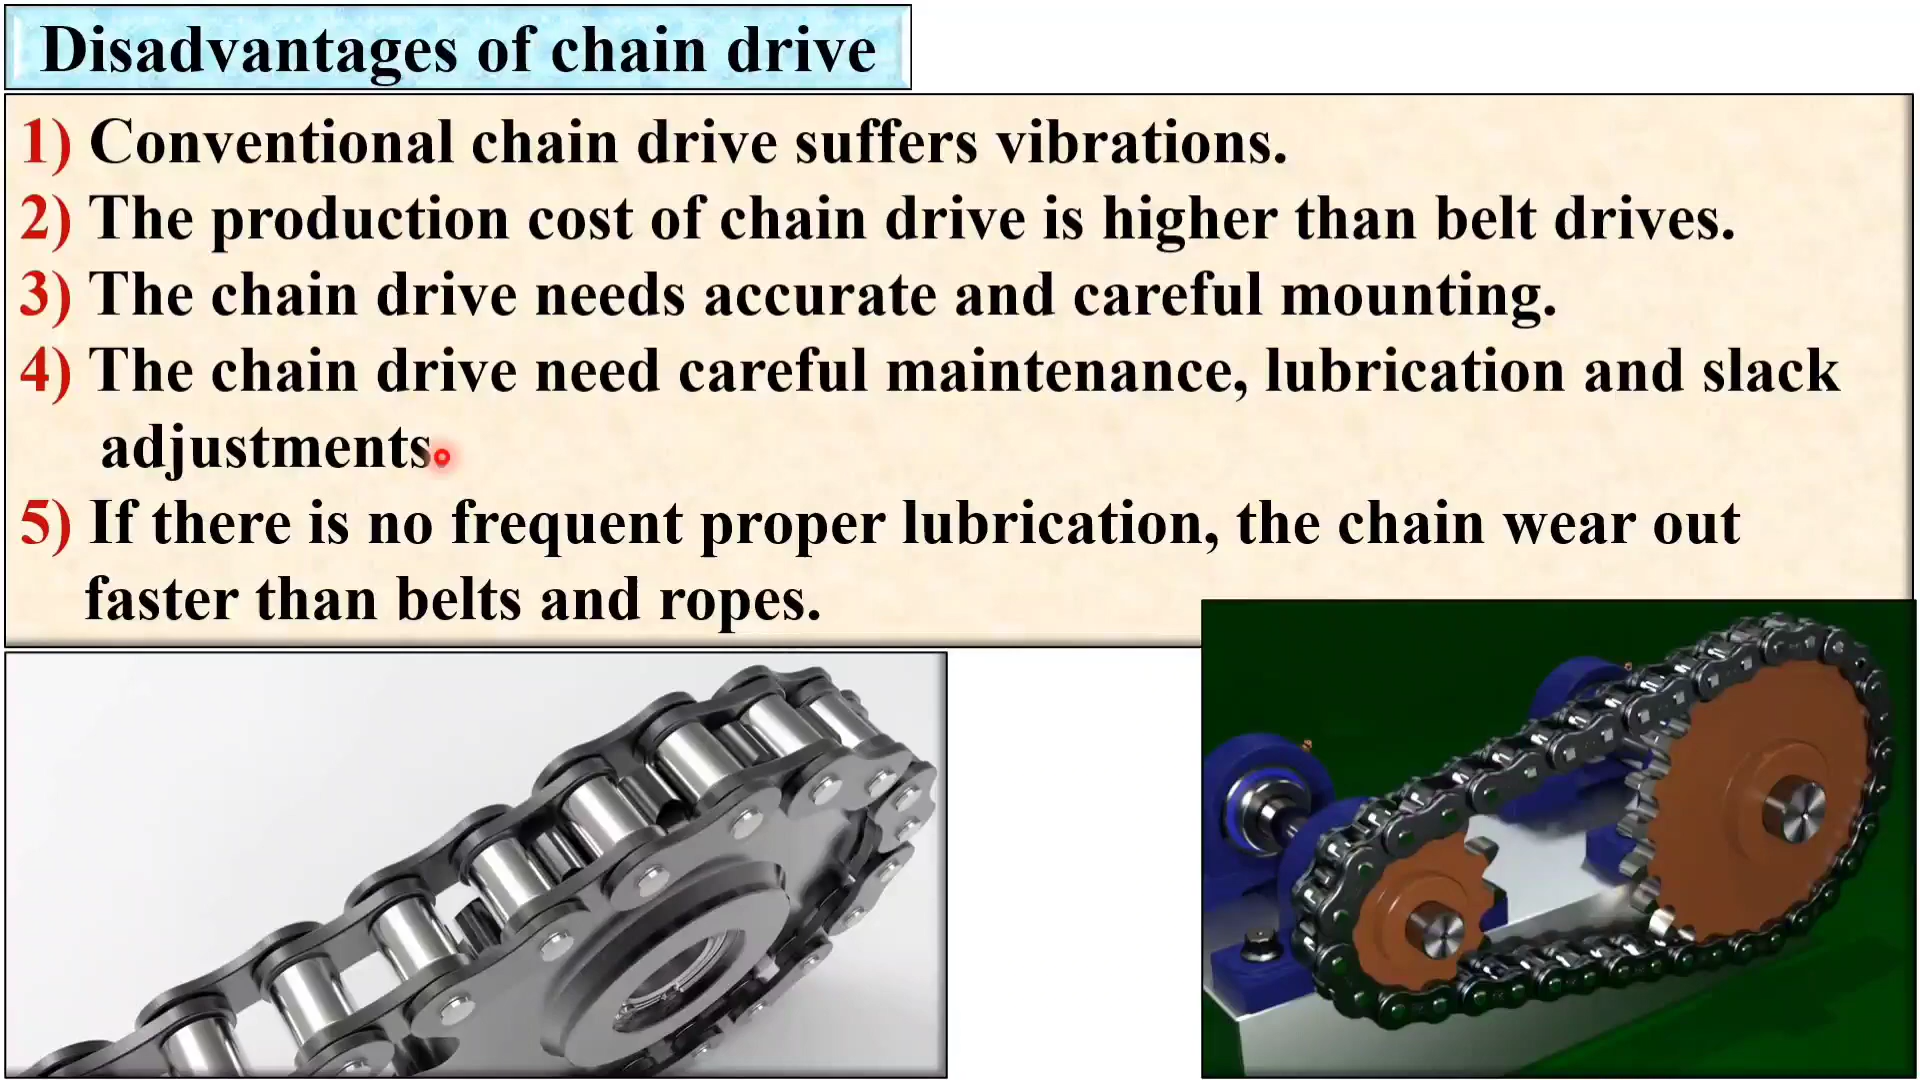 Disadvantages of chain drive
1) Conventional chain drive suffers vibrations.
2) The production cost of chain drive is higher than belt drives.
3) The chain drive needs accurate and careful mounting.
4) The chain drive need careful maintenance, lubrication and slack
adjustments.
5) If there is no frequent proper lubrication, the chain wear out
faster than belts and ropes.